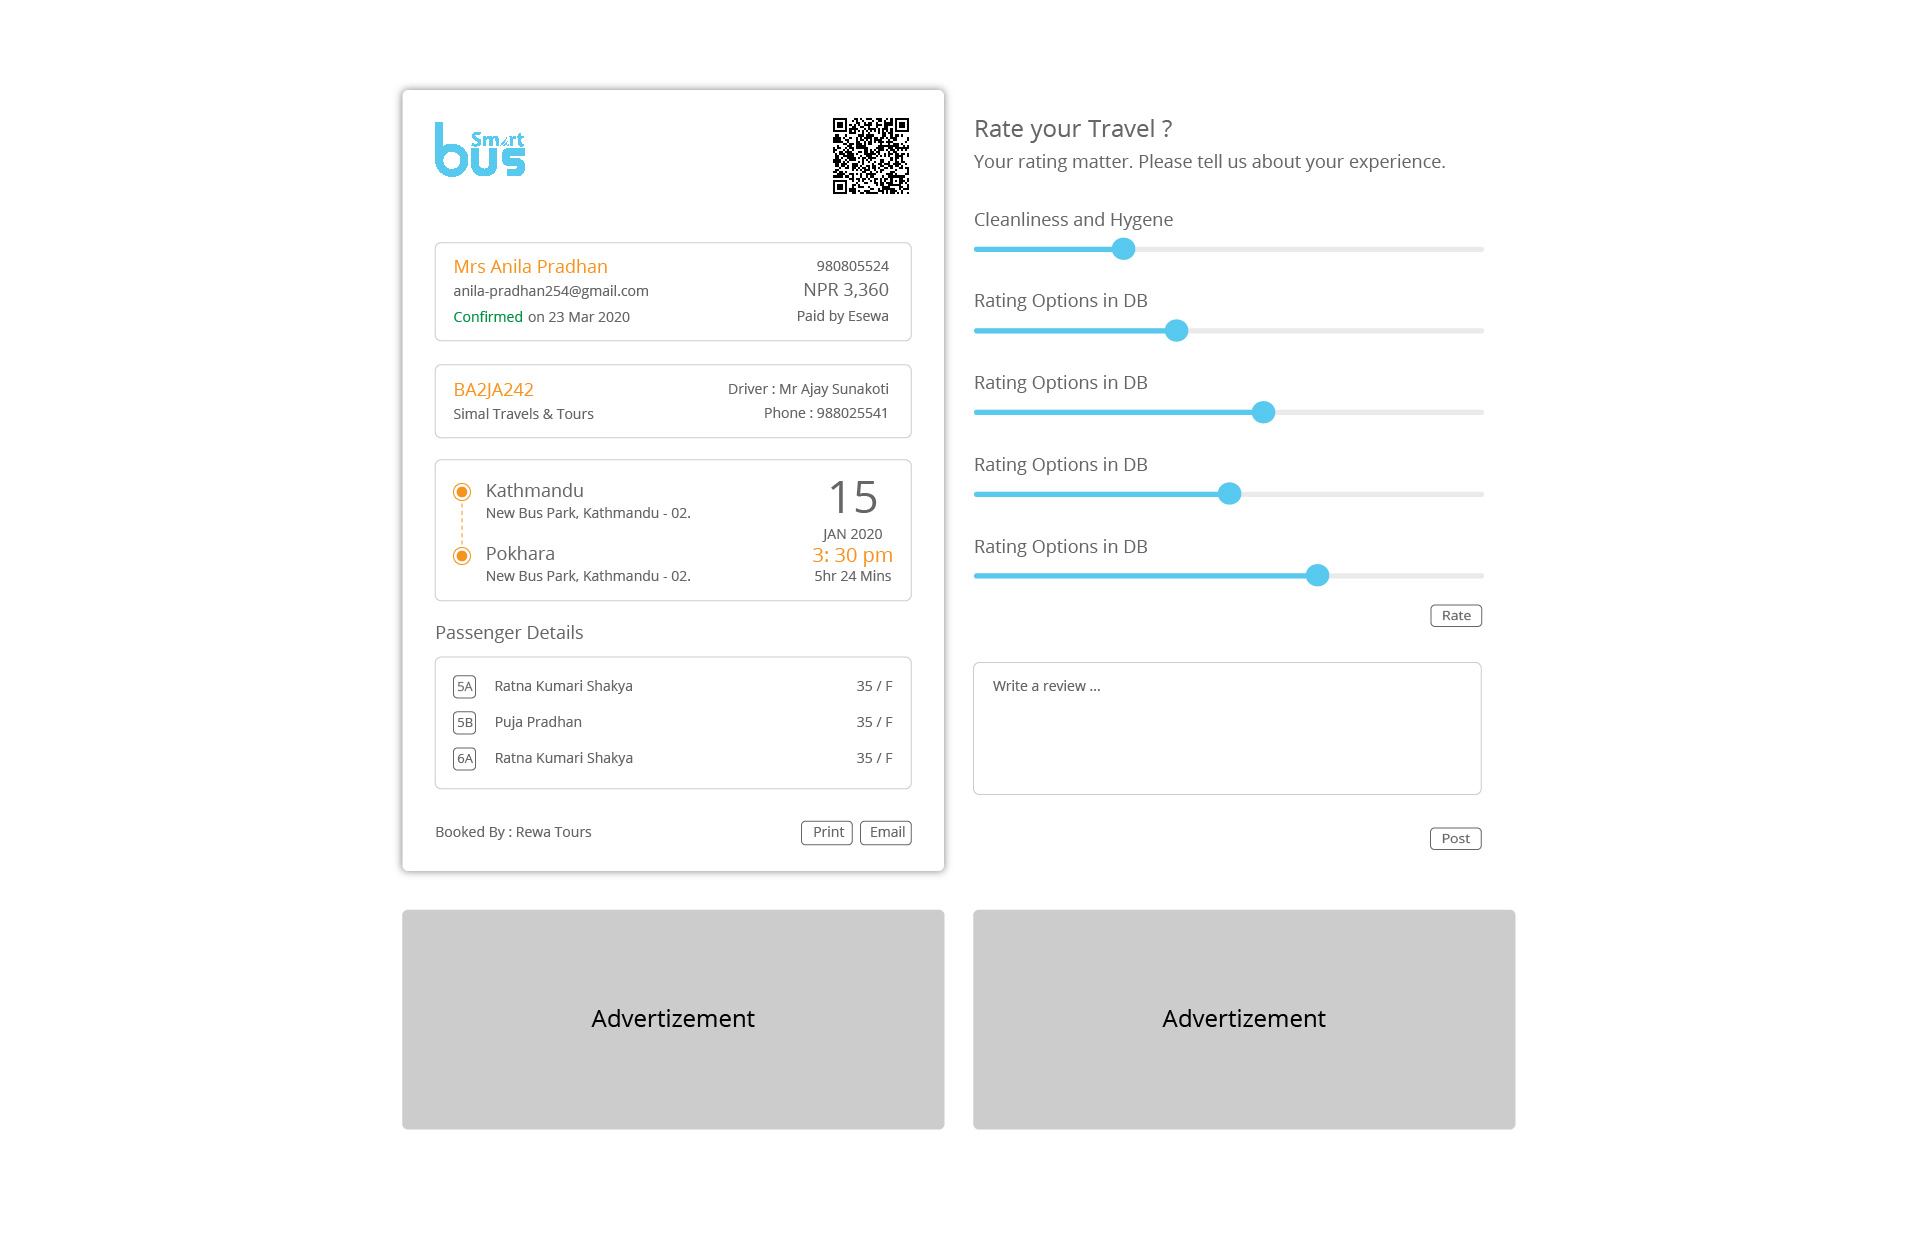 Smart
bus
Mrs Anila Pradhan
980805524
anila-pradhan254@gmail.com
NPR 3,360
Confirmed on 23 Mar 2020
Paid by Esewa
BA2JA242
Driver : Mr Ajay Sunakoti
Simal Travels & Tours
Phone : 988025541
Kathmandu
New Bus Park, Kathmandu - 02.
Pokhara
New Bus Park, Kathmandu - 02.
15
JAN 2020
3: 30 pm
5hr 24 Mins
Passenger Details
5A Ratna Kumari Shakya 35 / F
5B Puja Pradhan 35 / F
6A Ratna Kumari Shakya 35 / F
Booked By : Rewa Tours
Print
Email
Rate your Travel ?
Your rating matter. Please tell us about your experience.
Cleanliness and Hygene
Rating Options in DB
Rating Options in DB
Rating Options in DB
Rating Options in DB
Rate
Write a review ...
Post
Advertizement
Advertizement